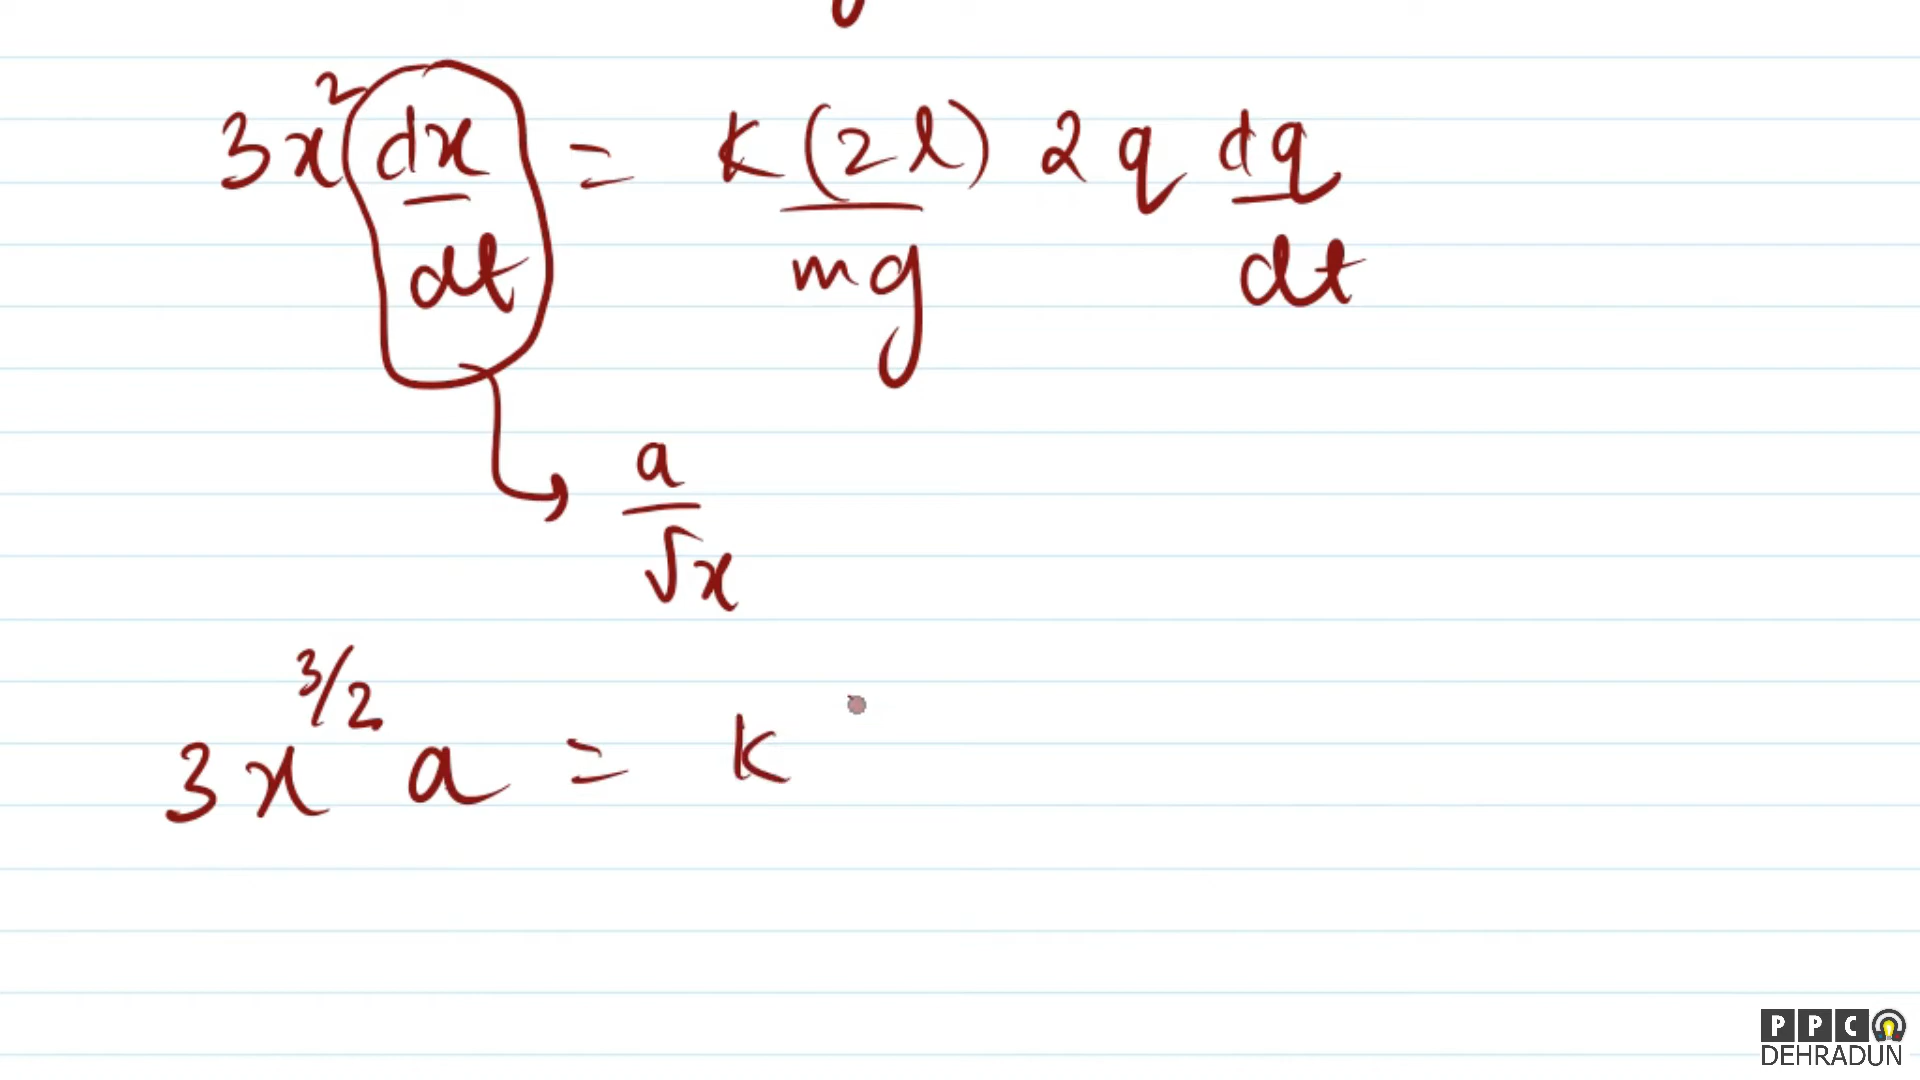 3x² dx/dt = k(2l)/mg 2q dq/dt
a/√x
3x^3/2 a = k
PPC
DEHRADUN